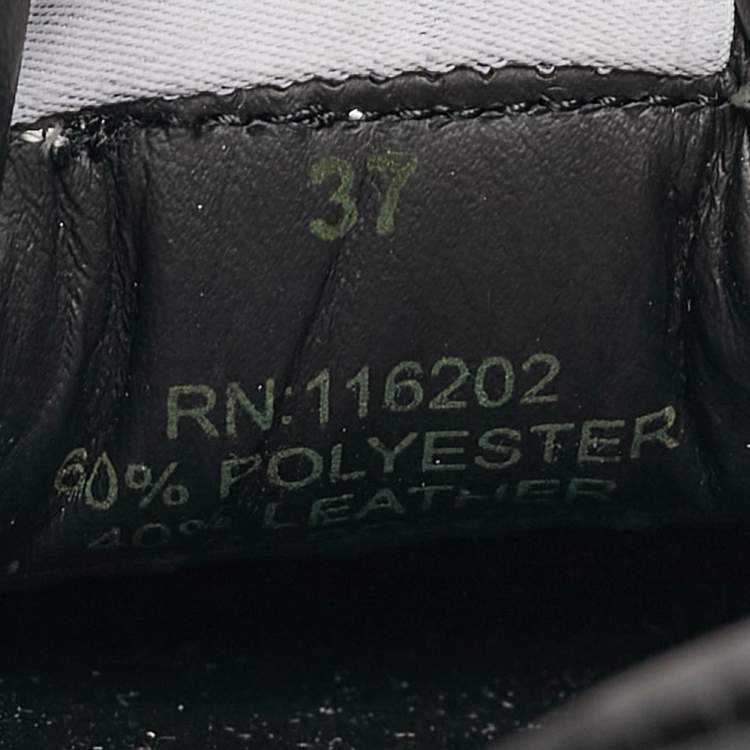 37
RN:116202
60% POLYESTER
40% LEATHER